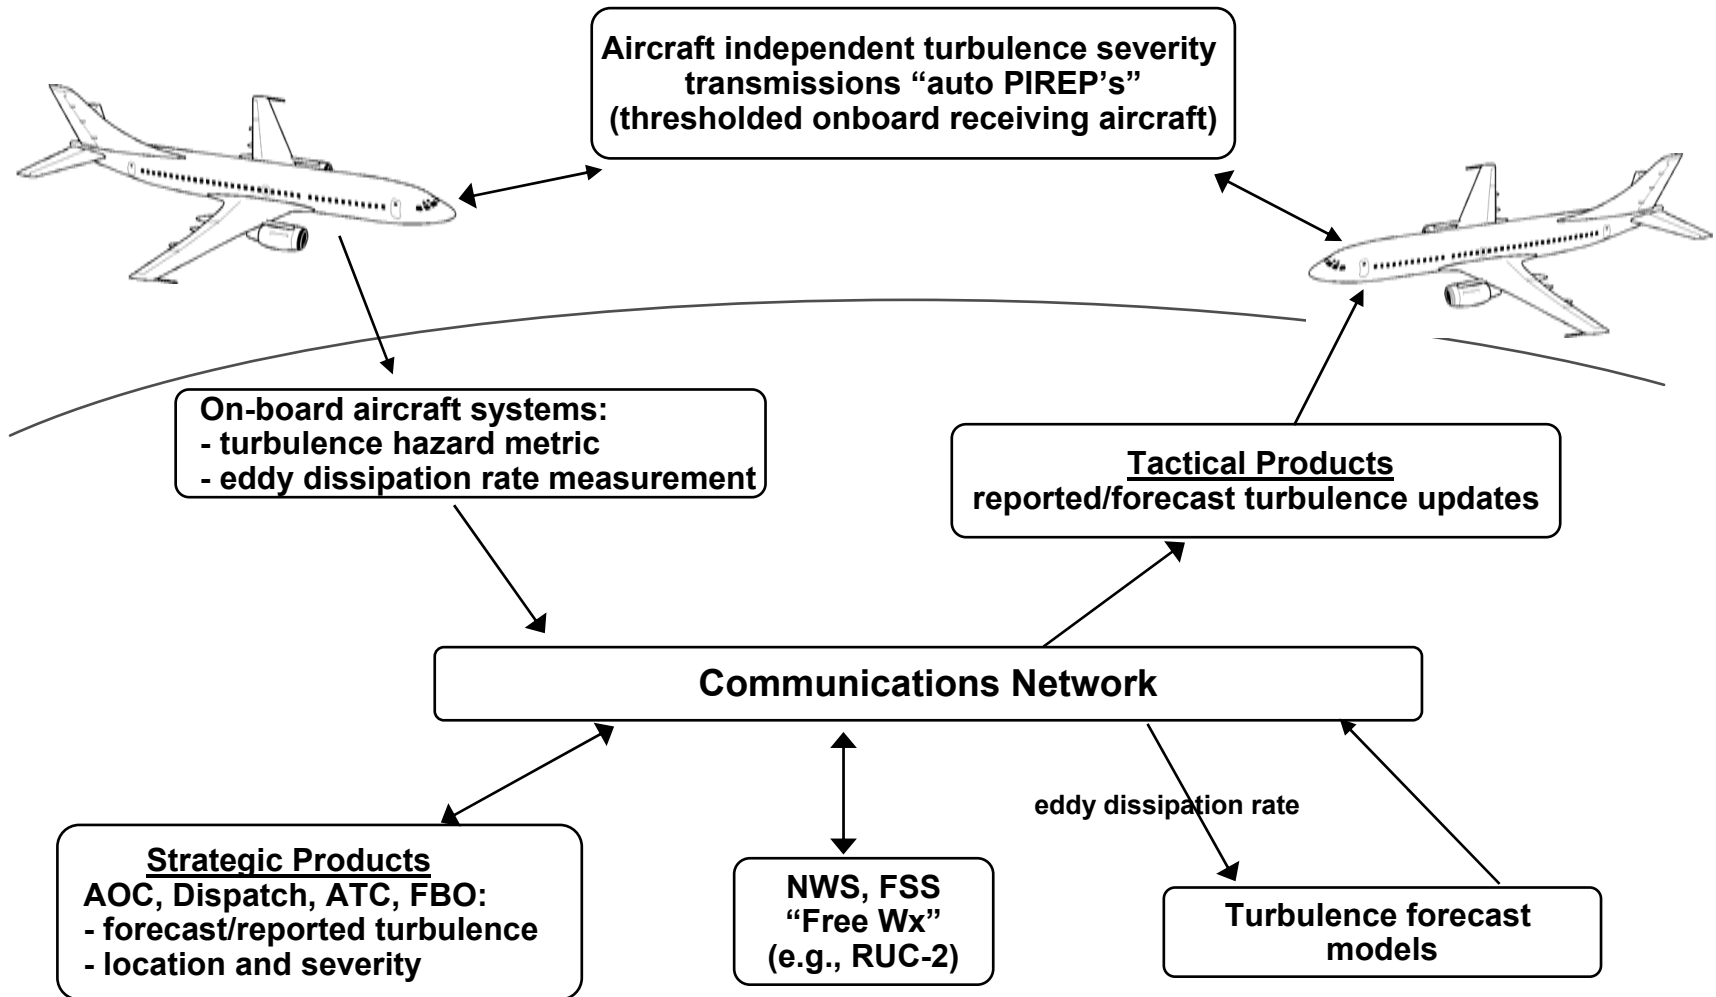 Aircraft independent turbulence severity
transmissions “auto PIREP’s”
(thresholded onboard receiving aircraft)
On-board aircraft systems:
- turbulence hazard metric
- eddy dissipation rate measurement
Tactical Products
reported/forecast turbulence updates
Communications Network
eddy dissipation rate
Strategic Products
AOC, Dispatch, ATC, FBO:
- forecast/reported turbulence
- location and severity
NWS, FSS
“Free Wx”
(e.g., RUC-2)
Turbulence forecast
models